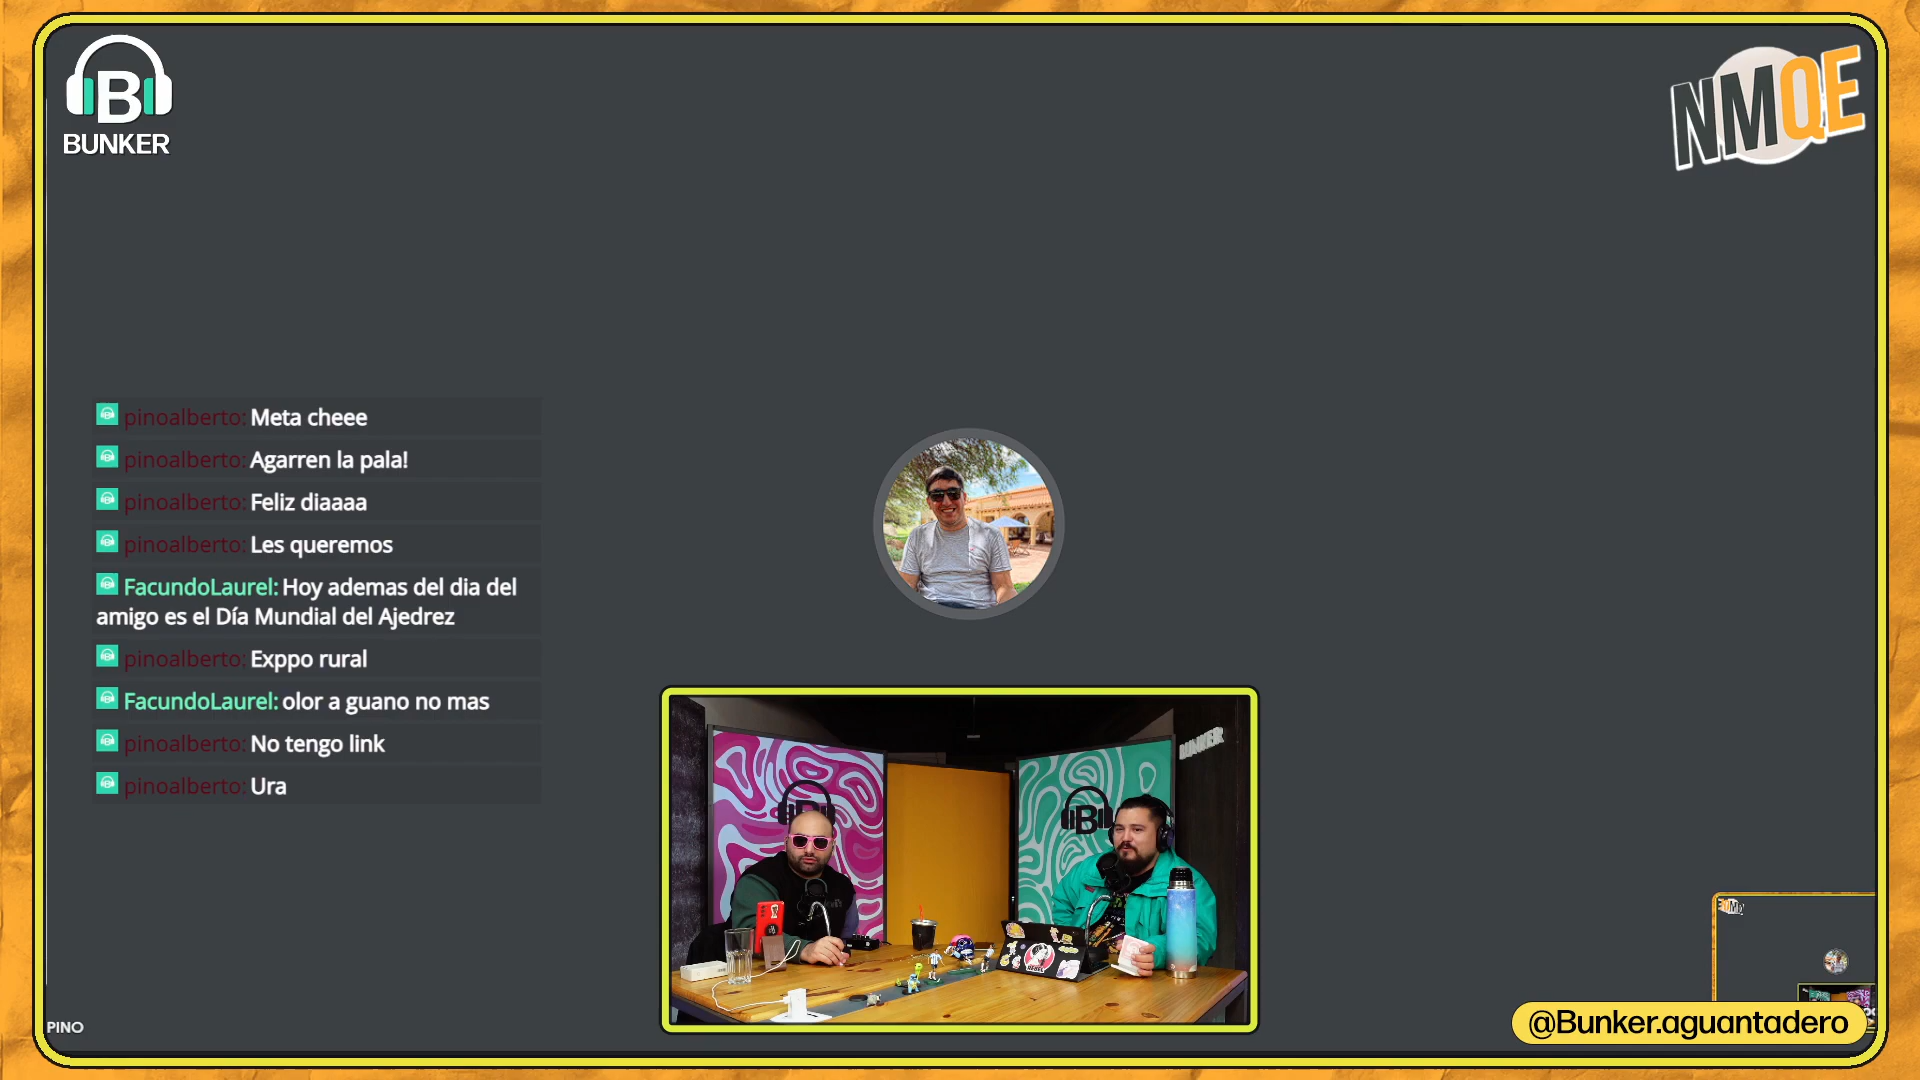 BUNKER
NMQE
pinoalberto: Meta cheee
pinoalberto: Agarren la pala!
pinoalberto: Feliz diaaaa
pinoalberto: Les queremos
FacundoLaurel: Hoy ademas del dia del
amigo es el Día Mundial del Ajedrez
pinoalberto: Exppo rural
FacundoLaurel: olor a guano no mas
pinoalberto: No tengo link
pinoalberto: Ura
BUNKER
B
B
PINO
@Bunker.aguantadero